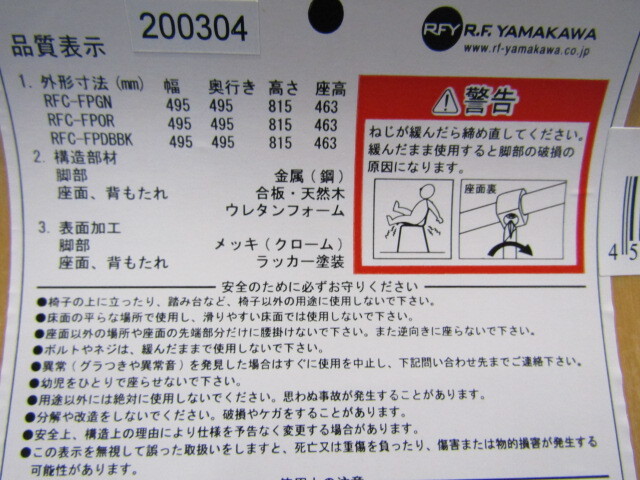 200304
RFY R.F.YAMAKAWA
www.rf-yamakawa.co.jp
品質表示
1. 外形寸法(mm) 幅 奥行き 高さ 座高
RFC-FPGN 495 495 815 463
RFC-FPOR 495 495 815 463
RFC-FPDBBK 495 495 815 463
2. 構造部材
脚部 金属(鋼)
座面、背もたれ 合板・天然木
ウレタンフォーム
3. 表面加工
脚部 メッキ(クローム)
座面、背もたれ ラッカー塗装
警告
ねじが緩んだら締め直してください。
緩んだまま使用すると脚部の破損の
原因になります。
座面裏
45
安全のために必ずお守りください
●椅子の上に立ったり、踏み台など、椅子以外の用途に使用しないで下さい。
●床面の平らな場所で使用し、滑りやすい床面では使用しないで下さい。
●座面以外の場所や座面の先端部分だけに腰掛けないで下さい。また逆向きに座らないで下さい。
●ボルトやネジは、緩んだままで使用しないで下さい。
●異常(グラつきや異常音)を発見した場合はすぐに使用を中止し、下記問い合わせ先までご連絡下さい。
●幼児をひとりで座らせないで下さい。
●用途以外には絶対に使用しないでください。思わぬ事故が発生することがあります。
●分解や改造をしないでください。破損やケガをすることがあります。
●安全上、構造上の理由により仕様を予告なく変更する場合があります。
●この表示を無視して誤った取扱いをしますと、死亡又は重傷を負ったり、傷害または物的損害が発生する
可能性があります。
使用上の注意